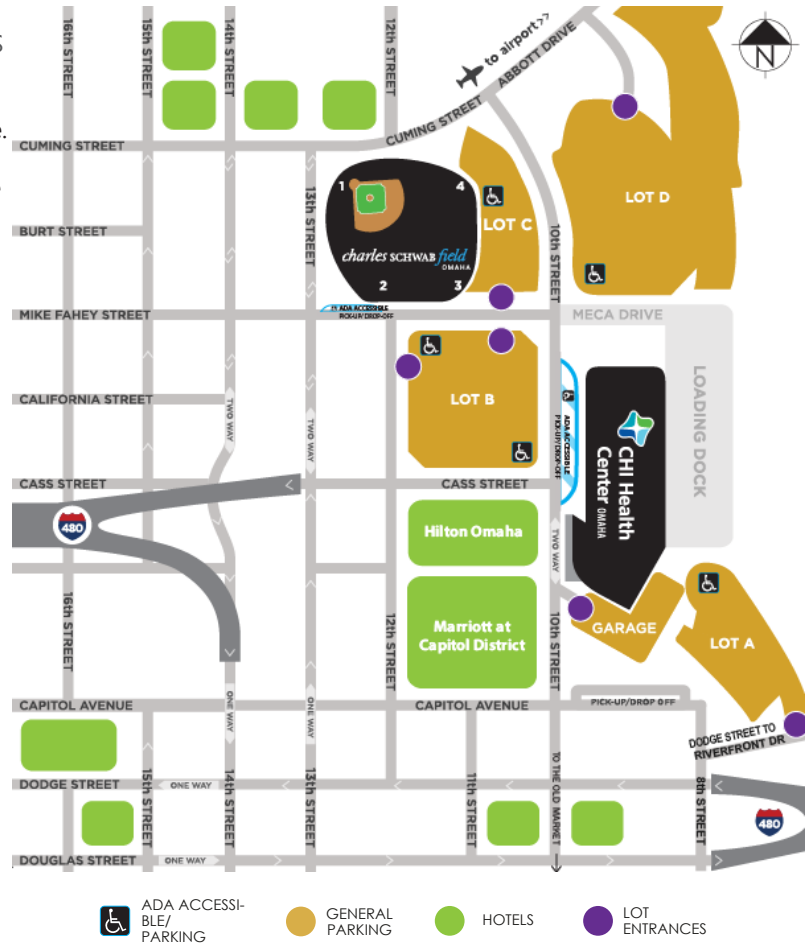 S
e.
16th STREET
15th STREET
14th STREET
12th STREET
to airport>>
ABBOTT DRIVE
N
CUMING STREET
CUMING STREET
13th STREET
1
4
LOT C
LOT D
BURT STREET
charles SCHWAB field
OMAHA
2
3
10th STREET
MIKE FAHEY STREET
ADA ACCESSIBLE
PICK-UP/DROP-OFF
MECA DRIVE
CALIFORNIA STREET
TWO WAY
TWO WAY
LOT B
ADA ACCESSIBLE
PICK-UP/DROP-OFF
CHI Health
Center OMAHA
LOADING DOCK
CASS STREET
CASS STREET
480
Hilton Omaha
TWO WAY
16th STREET
12th STREET
Marriott at
Capitol District
10th STREET
GARAGE
LOT A
CAPITOL AVENUE
ONE WAY
ONE WAY
CAPITOL AVENUE
PICK-UP/DROP OFF
DODGE STREET TO
RIVERFRONT DR
DODGE STREET
ONE WAY
15th STREET
14th STREET
13th STREET
11th STREET
TO THE OLD MARKET
8th STREET
480
DOUGLAS STREET
ONE WAY
ADA ACCESSI-
BLE/
PARKING
GENERAL
PARKING
HOTELS
LOT
ENTRANCES